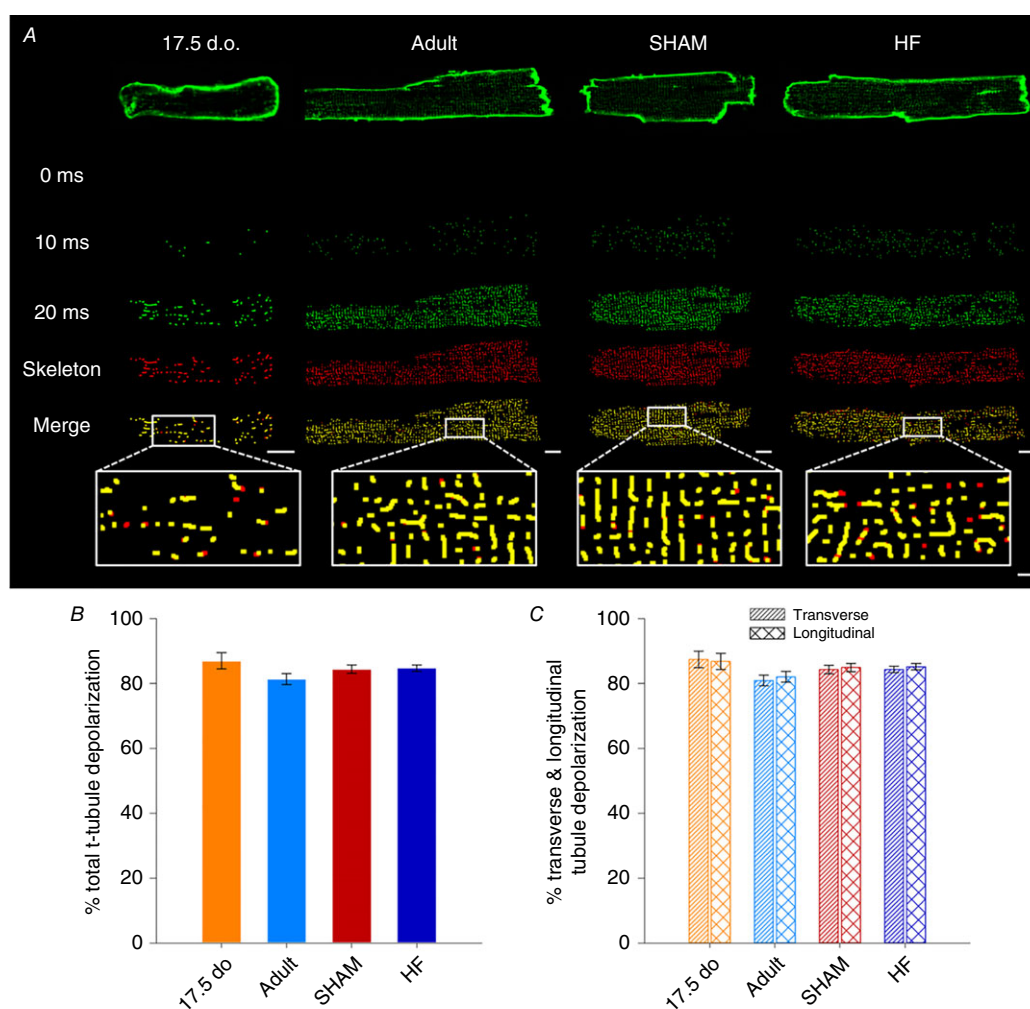 A
17.5 d.o.
Adult
SHAM
HF
0 ms
10 ms
20 ms
Skeleton
Merge
B
% total t-tubule depolarization
100
80
60
40
20
0
17.5 do
Adult
SHAM
HF
C
Transverse
Longitudinal
% transverse & longitudinal
tubule depolarization
100
80
60
40
20
0
17.5 do
Adult
SHAM
HF